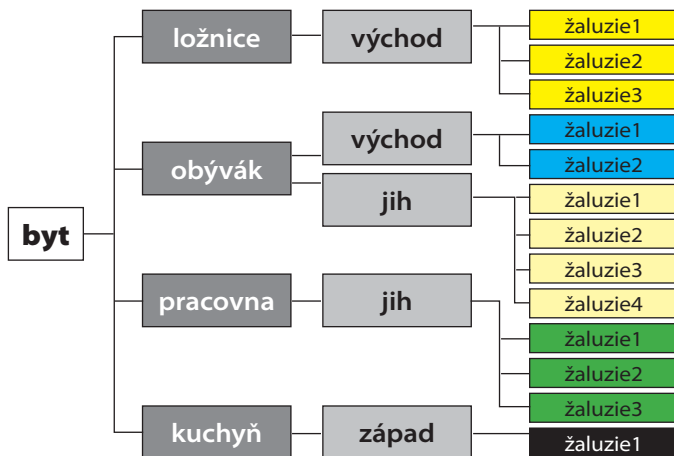 byt
ložnice
východ
žaluzie1
žaluzie2
žaluzie3
obývák
východ
žaluzie1
žaluzie2
jih
žaluzie1
žaluzie2
žaluzie3
žaluzie4
pracovna
jih
žaluzie1
žaluzie2
žaluzie3
kuchyň
západ
žaluzie1